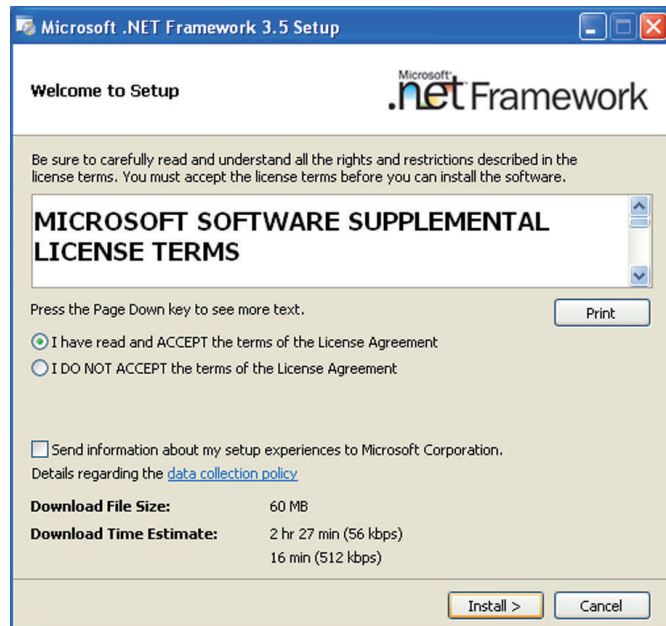 Microsoft .NET Framework 3.5 Setup
Welcome to Setup
Microsoft
.net Framework
Be sure to carefully read and understand all the rights and restrictions described in the
license terms. You must accept the license terms before you can install the software.
MICROSOFT SOFTWARE SUPPLEMENTAL
LICENSE TERMS
Press the Page Down key to see more text.
Print
I have read and ACCEPT the terms of the License Agreement
I DO NOT ACCEPT the terms of the License Agreement
Send information about my setup experiences to Microsoft Corporation.
Details regarding the data collection policy
Download File Size: 60 MB
Download Time Estimate: 2 hr 27 min (56 kbps)
16 min (512 kbps)
Install >
Cancel